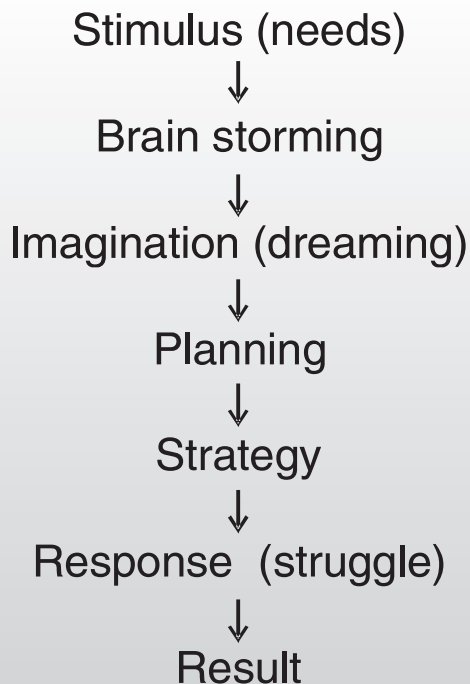 Stimulus (needs)
Brain storming
Imagination (dreaming)
Planning
Strategy
Response (struggle)
Result